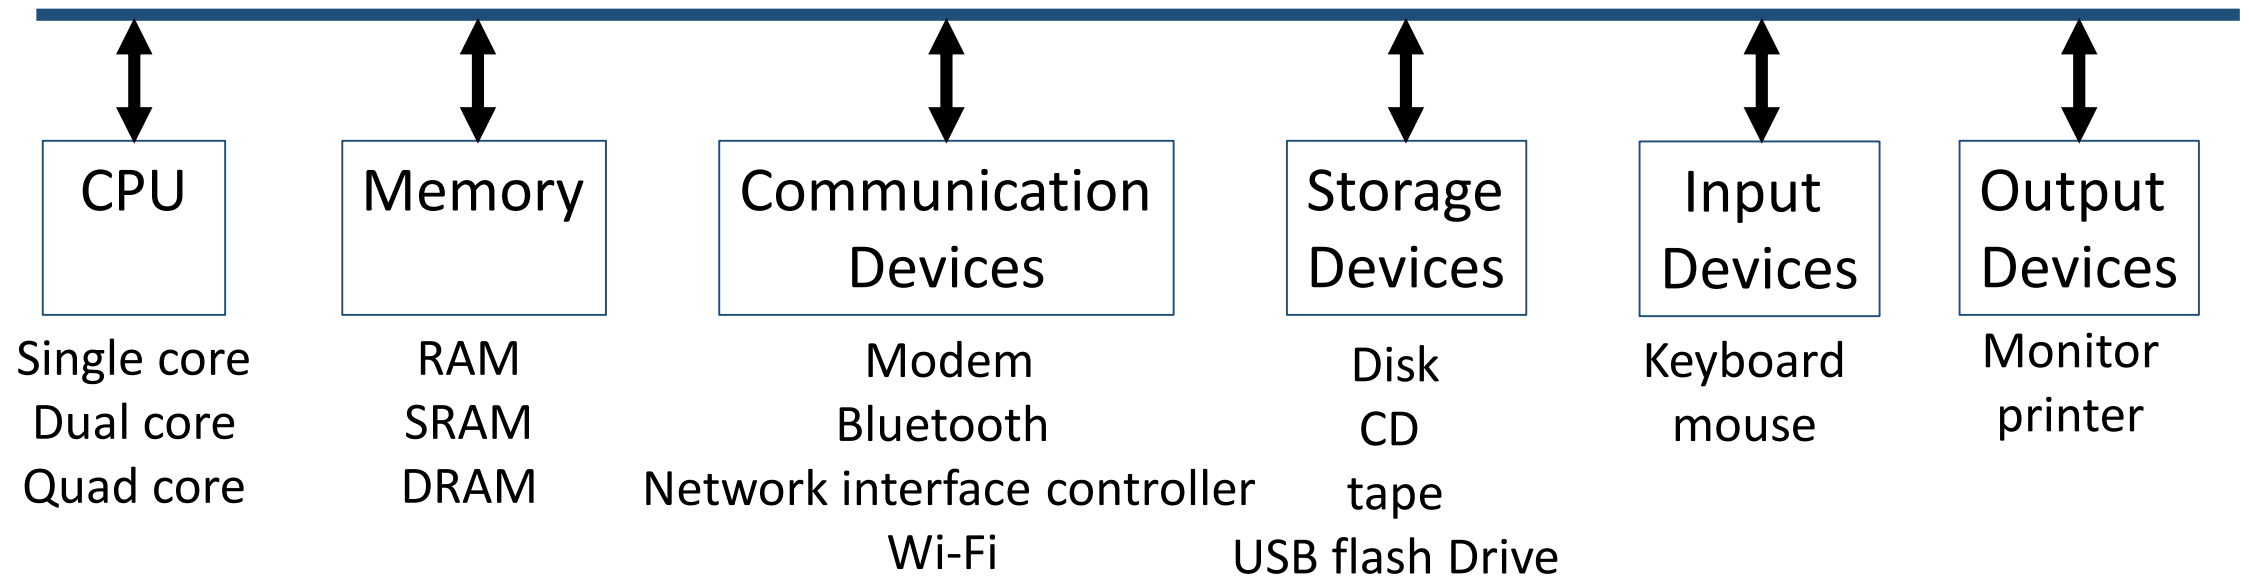 CPU
Memory
Communication
Devices
Storage
Devices
Input
Devices
Output
Devices
Single core
Dual core
Quad core
RAM
SRAM
DRAM
Modem
Bluetooth
Network interface controller
Wi-Fi
Disk
CD
tape
USB flash Drive
Keyboard
mouse
Monitor
printer